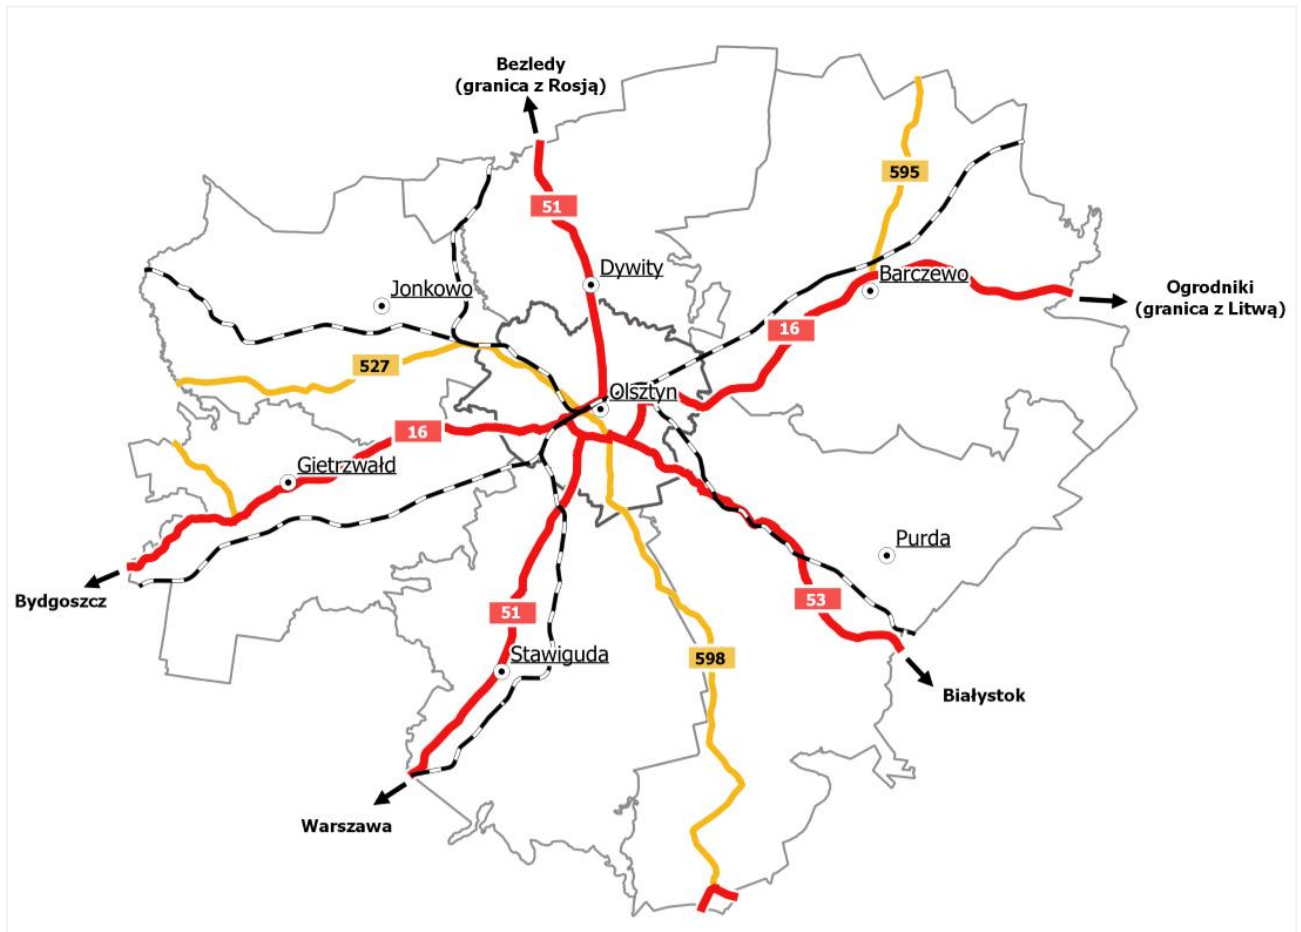 Bezledy
(granica z Rosją)
595
51
Dywity
Barczewo
Jonkowo
Ogrodniki
(granica z Litwą)
16
527
Olsztyn
16
Gietrzwałd
Purda
Bydgoszcz
53
51
Stawiguda
598
Białystok
Warszawa